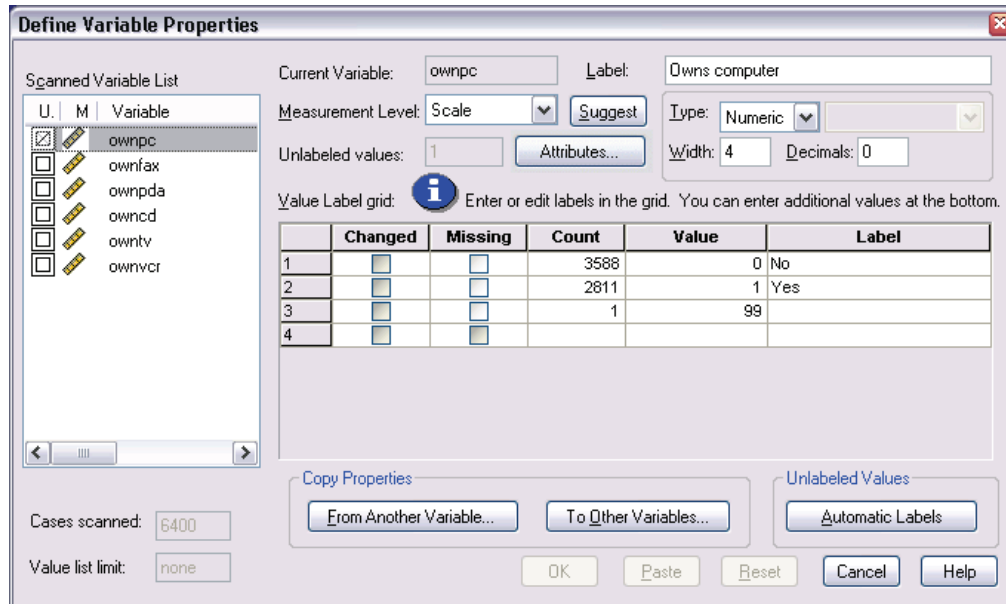 Define Variable Properties
Scanned Variable List
U. M Variable
ownpc
ownfax
ownpda
owncd
owntv
ownvcr
Cases scanned: 6400
Value list limit: none
Current Variable: ownpc Label: Owns computer
Measurement Level: Scale Suggest Type: Numeric
Unlabeled values: 1 Attributes... Width: 4 Decimals: 0
Value Label grid: i Enter or edit labels in the grid. You can enter additional values at the bottom.
Changed Missing Count Value Label
1 3588 0 No
2 2811 1 Yes
3 1 99
4
Copy Properties
From Another Variable... To Other Variables...
Unlabeled Values
Automatic Labels
OK Paste Reset Cancel Help